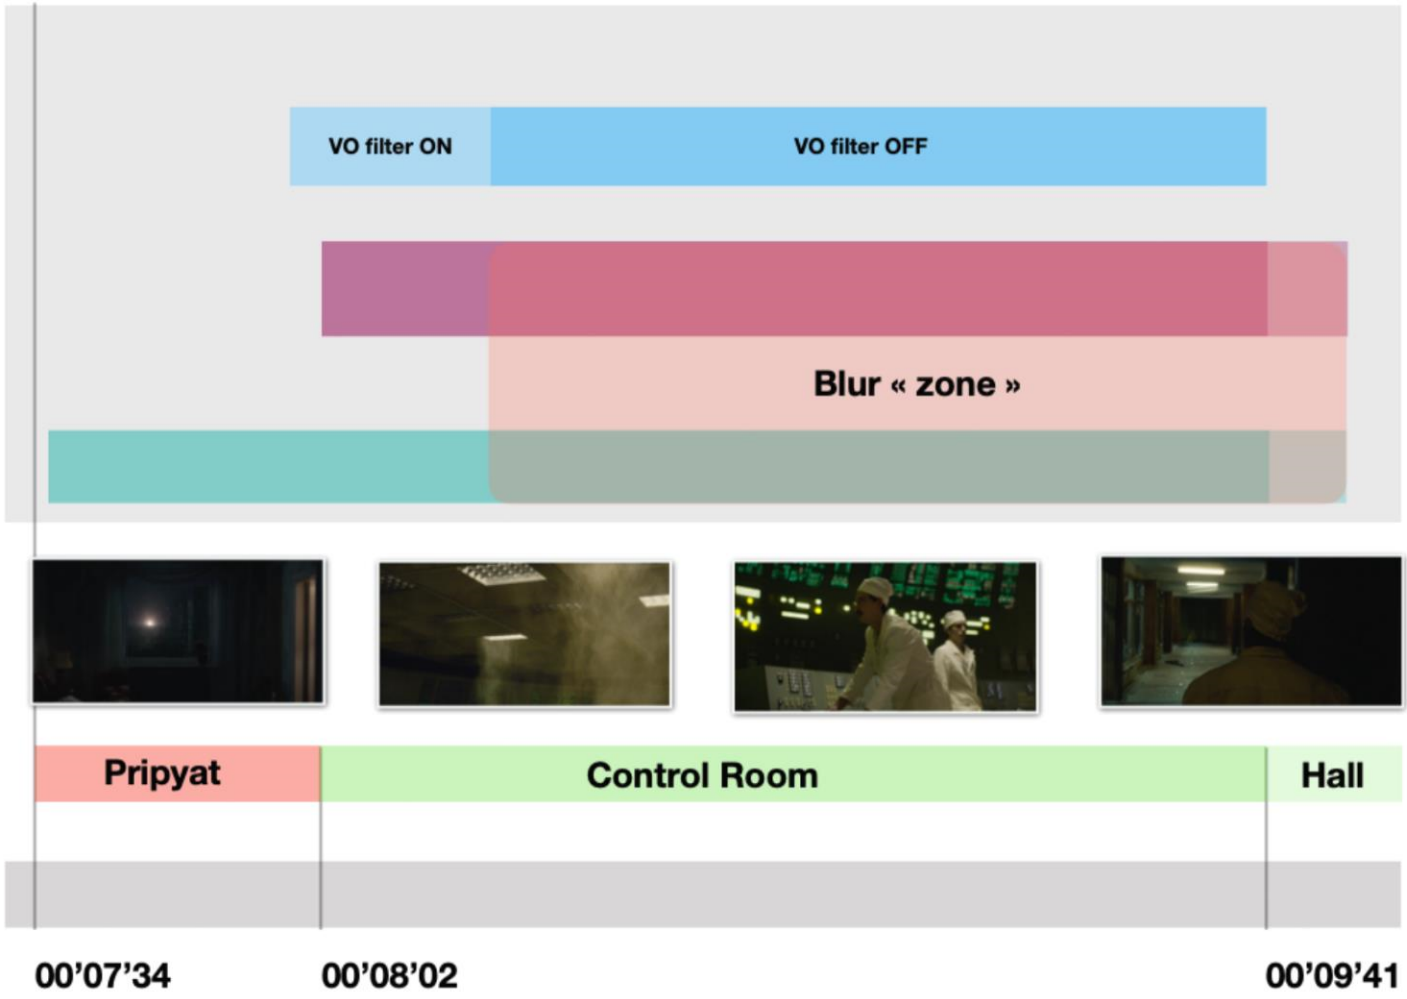 VO filter ON
VO filter OFF
Blur « zone »
Pripyat
Control Room
Hall
00’07’34
00’08’02
00’09’41